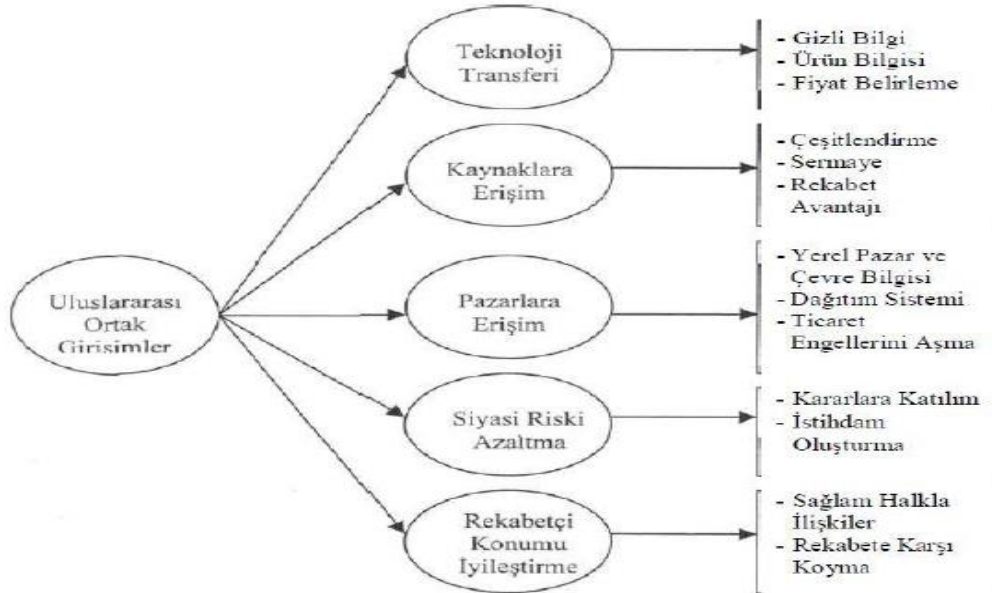 Uluslararası
Ortak
Girişimler
Teknoloji
Transferi
- Gizli Bilgi
- Ürün Bilgisi
- Fiyat Belirleme
Kaynaklara
Erişim
- Çeşitlendirme
- Sermaye
- Rekabet
Avantajı
Pazarlara
Erişim
- Yerel Pazar ve
Çevre Bilgisi
- Dağıtım Sistemi
- Ticaret
Engellerini Aşma
Siyasi Riski
Azaltma
- Kararlara Katılım
- İstihdam
Oluşturma
Rekabetçi
Konumu
İyileştirme
- Sağlam Halkla
İlişkiler
- Rekabete Karşı
Koyma